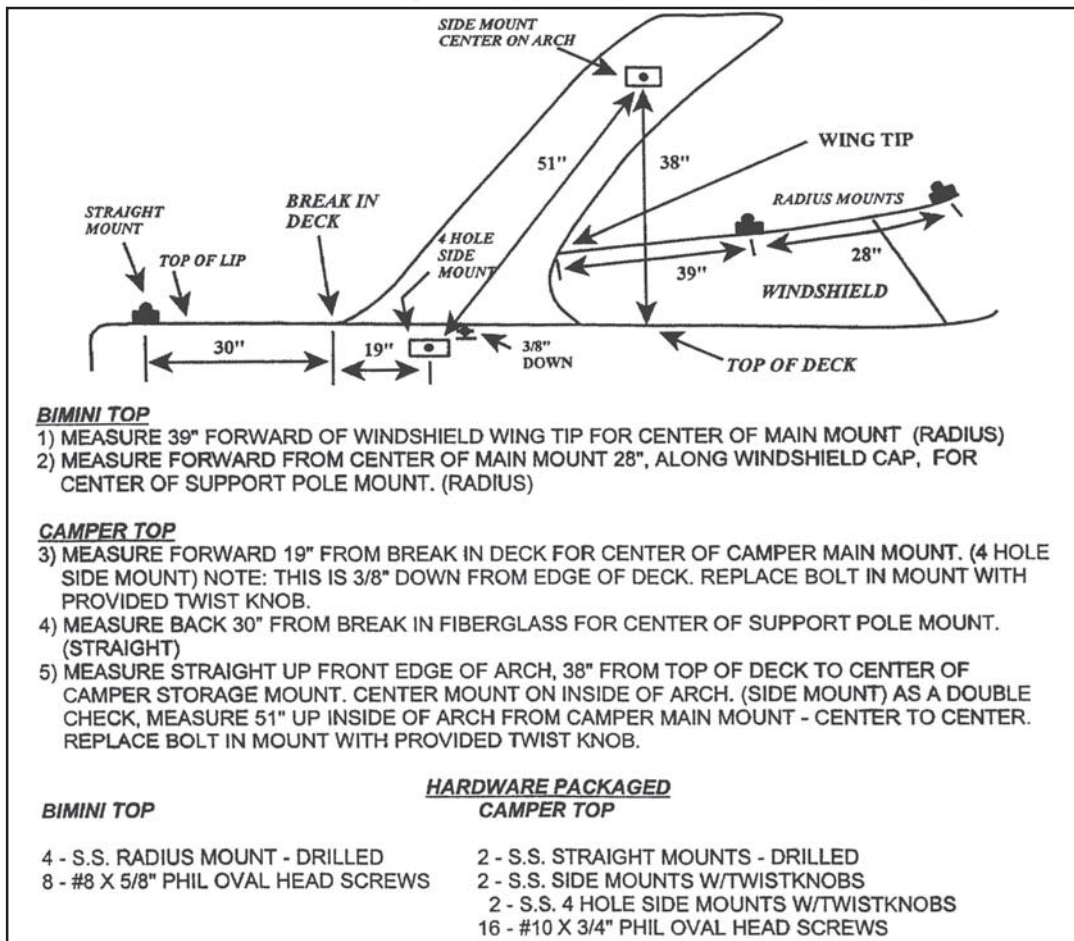 SIDE MOUNT
CENTER ON ARCH
51"
38"
WING TIP
STRAIGHT
MOUNT
TOP OF LIP
BREAK IN
DECK
4 HOLE
SIDE
MOUNT
RADIUS MOUNTS
39"
28"
WINDSHIELD
30"
19"
3/8"
DOWN
TOP OF DECK
BIMINI TOP
1) MEASURE 39" FORWARD OF WINDSHIELD WING TIP FOR CENTER OF MAIN MOUNT (RADIUS)
2) MEASURE FORWARD FROM CENTER OF MAIN MOUNT 28", ALONG WINDSHIELD CAP, FOR
CENTER OF SUPPORT POLE MOUNT. (RADIUS)
CAMPER TOP
3) MEASURE FORWARD 19" FROM BREAK IN DECK FOR CENTER OF CAMPER MAIN MOUNT. (4 HOLE
SIDE MOUNT) NOTE: THIS IS 3/8" DOWN FROM EDGE OF DECK. REPLACE BOLT IN MOUNT WITH
PROVIDED TWIST KNOB.
4) MEASURE BACK 30" FROM BREAK IN FIBERGLASS FOR CENTER OF SUPPORT POLE MOUNT.
(STRAIGHT)
5) MEASURE STRAIGHT UP FRONT EDGE OF ARCH, 38" FROM TOP OF DECK TO CENTER OF
CAMPER STORAGE MOUNT. CENTER MOUNT ON INSIDE OF ARCH. (SIDE MOUNT) AS A DOUBLE
CHECK, MEASURE 51" UP INSIDE OF ARCH FROM CAMPER MAIN MOUNT - CENTER TO CENTER.
REPLACE BOLT IN MOUNT WITH PROVIDED TWIST KNOB.
HARDWARE PACKAGED
BIMINI TOP
4 - S.S. RADIUS MOUNT - DRILLED
8 - #8 X 5/8" PHIL OVAL HEAD SCREWS
CAMPER TOP
2 - S.S. STRAIGHT MOUNTS - DRILLED
2 - S.S. SIDE MOUNTS W/TWISTKNOBS
2 - S.S. 4 HOLE SIDE MOUNTS W/TWISTKNOBS
16 - #10 X 3/4" PHIL OVAL HEAD SCREWS